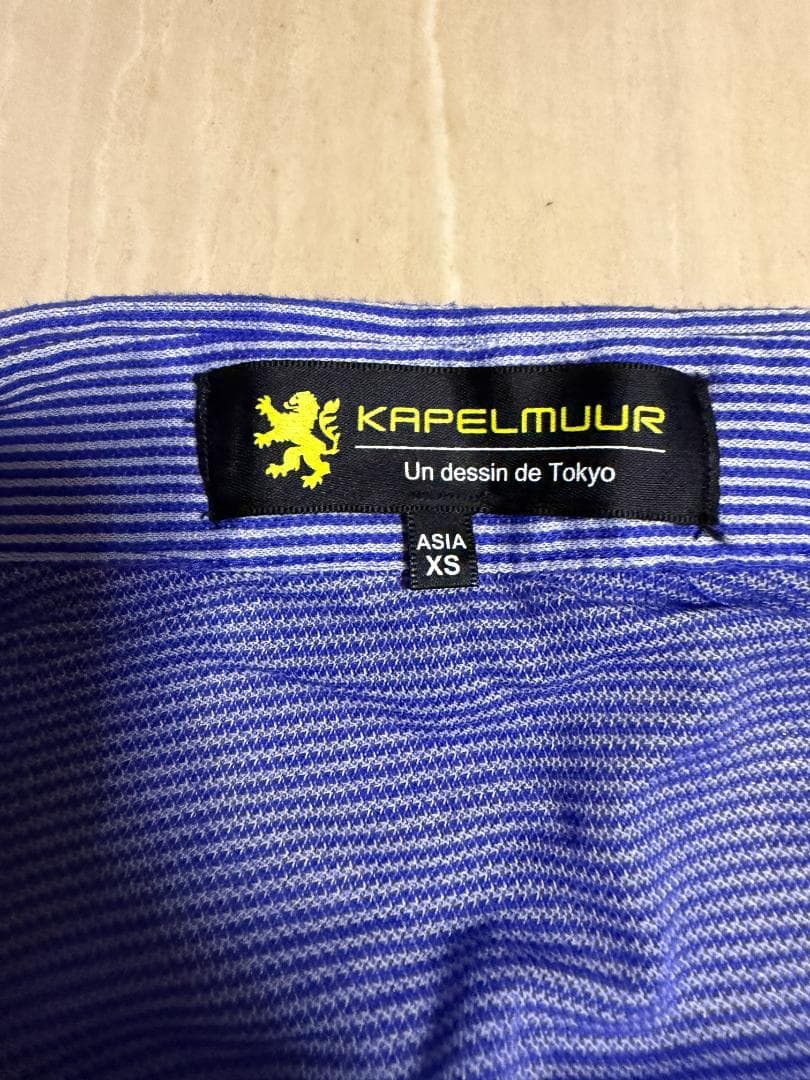 KAPELMUUR
Un dessin de Tokyo
ASIA
XS